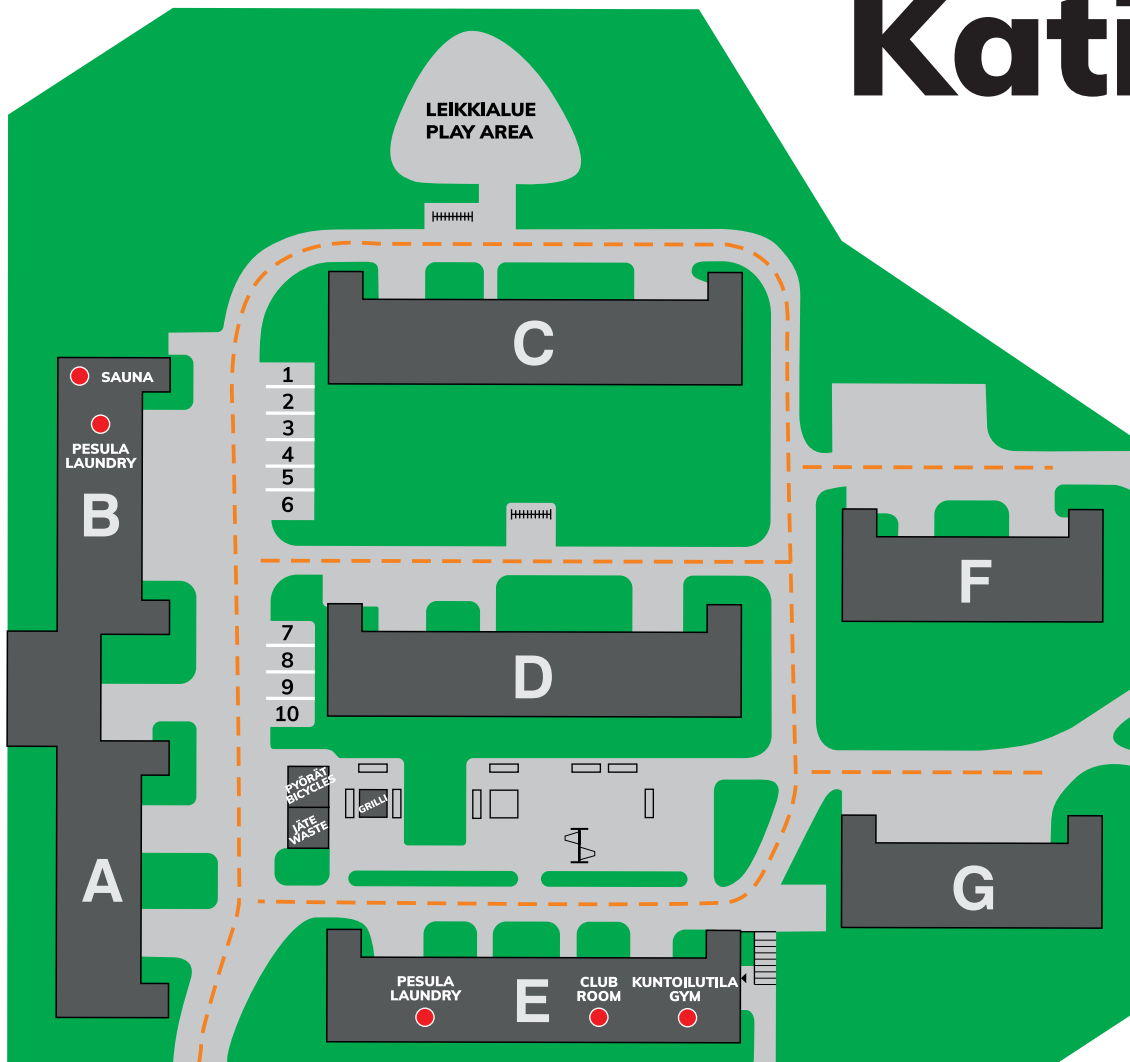 Kati
LEIKKIALUE
PLAY AREA
C
SAUNA
1
2
3
4
5
6
PESULA
LAUNDRY
B
F
7
8
9
10
D
PYÖRÄT
BICYCLES
GRILLI
JÄTE
WASTE
A
G
PESULA
LAUNDRY
E
CLUB
ROOM
KUNTOILUTILA
GYM